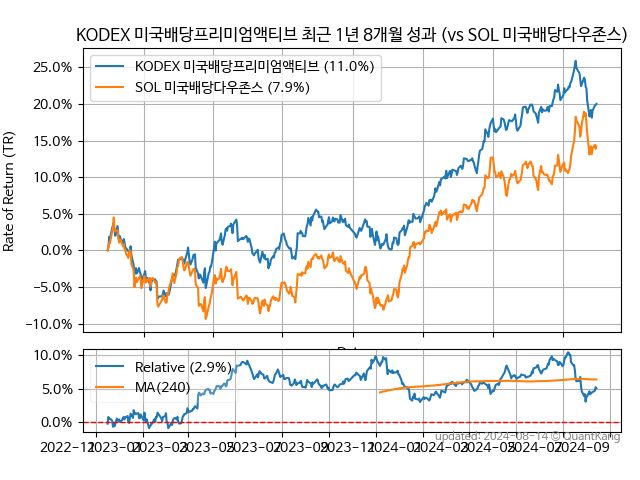 KODEX 미국배당프리미엄액티브 최근 1년 8개월 성과 (vs SOL 미국배당다우존스)
KODEX 미국배당프리미엄액티브 (11.0%)
SOL 미국배당다우존스 (7.9%)
Rate of Return (TR)
25.0%
20.0%
15.0%
10.0%
5.0%
0.0%
−5.0%
−10.0%
Relative (2.9%)
MA(240)
10.0%
5.0%
0.0%
2022-11 2023-01 2023-03 2023-05 2023-07 2023-09 2023-11 2024-01 2024-03 2024-05 2024-07 2024-09
updated: 2024-08-14 © QuantKang